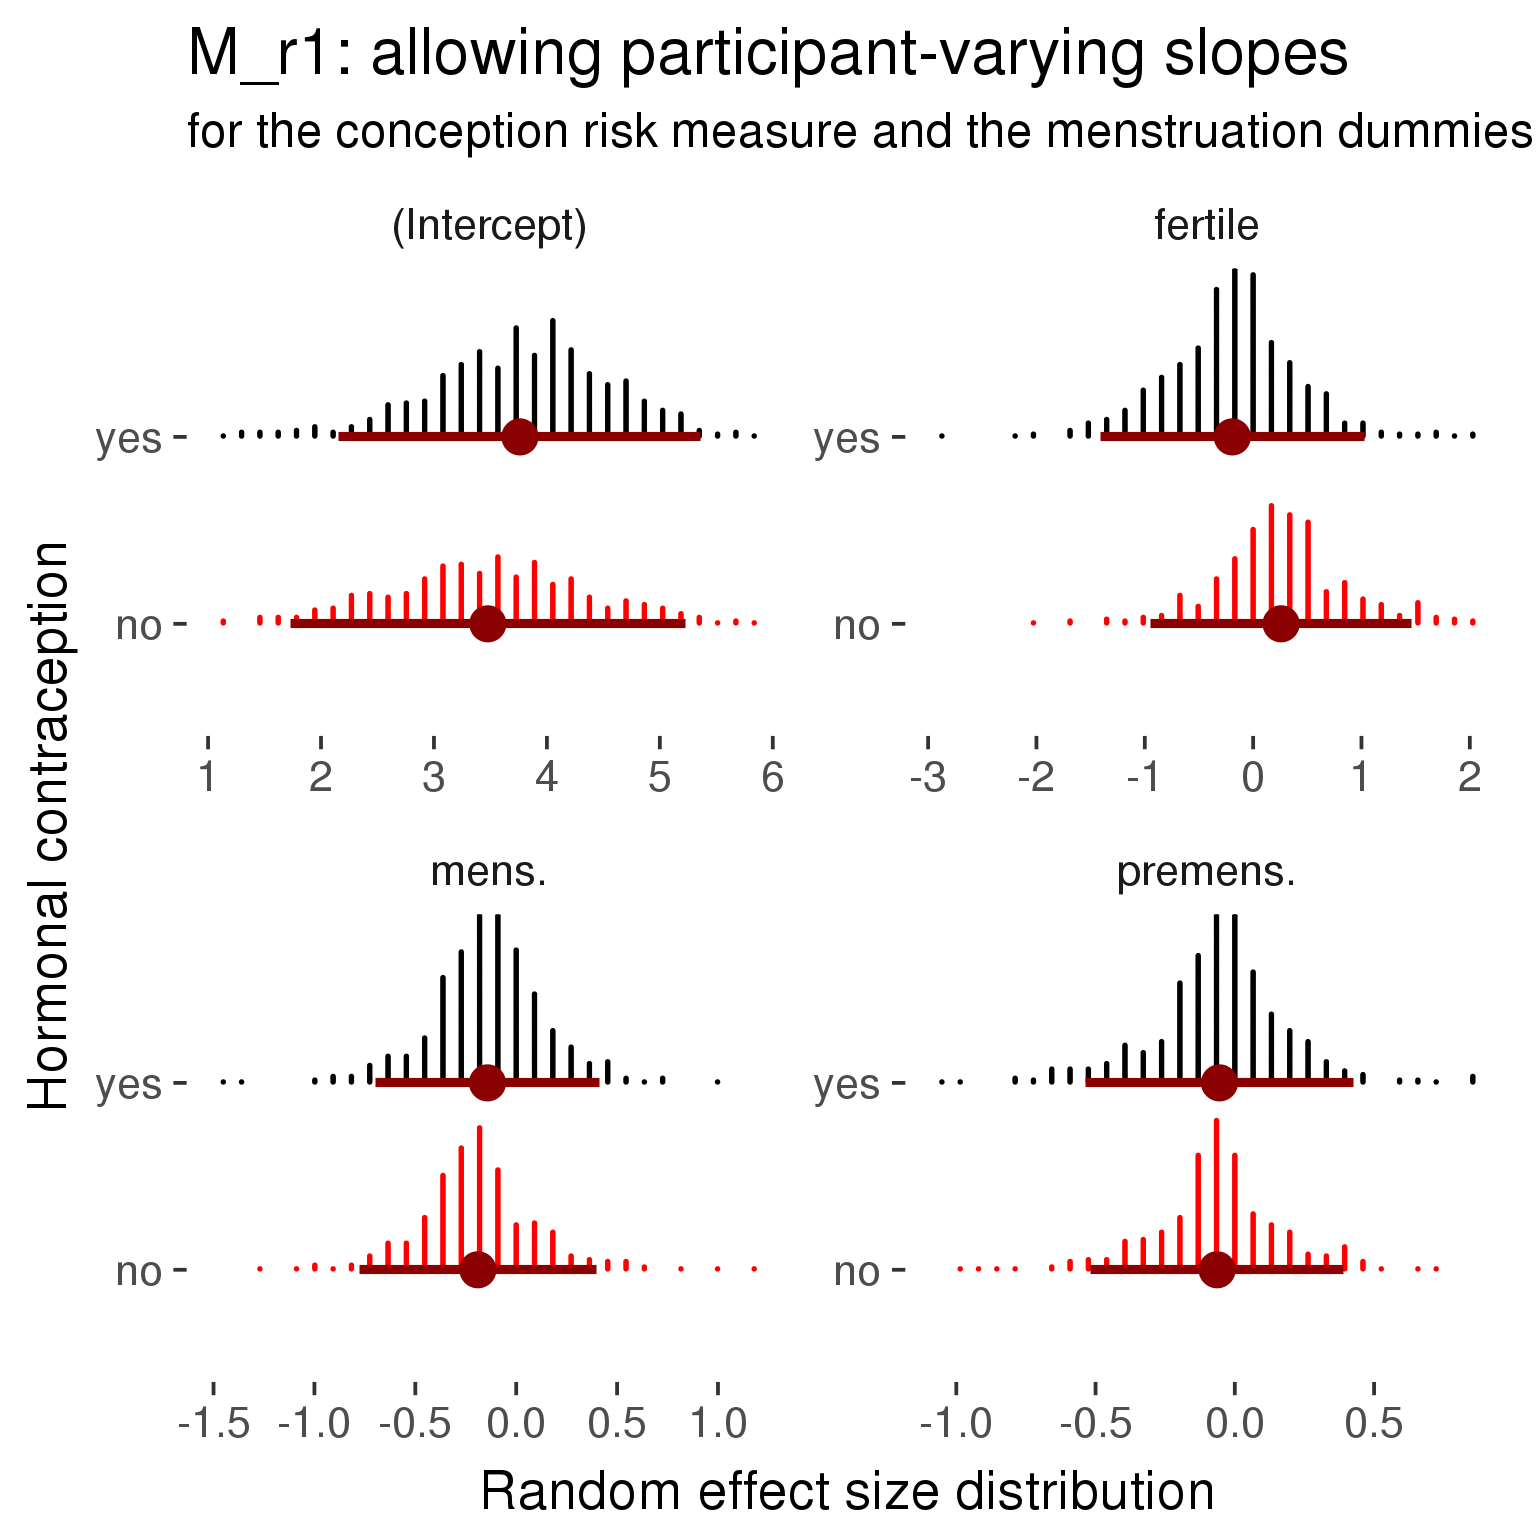 M_r1: allowing participant-varying slopes
for the conception risk measure and the menstruation dummies
(Intercept) fertile
yes yes
no no
1 2 3 4 5 6 -3 -2 -1 0 1 2
Hormonal contraception
mens. premens.
yes yes
no no
-1.5 -1.0 -0.5 0.0 0.5 1.0 -1.0 -0.5 0.0 0.5
Random effect size distribution